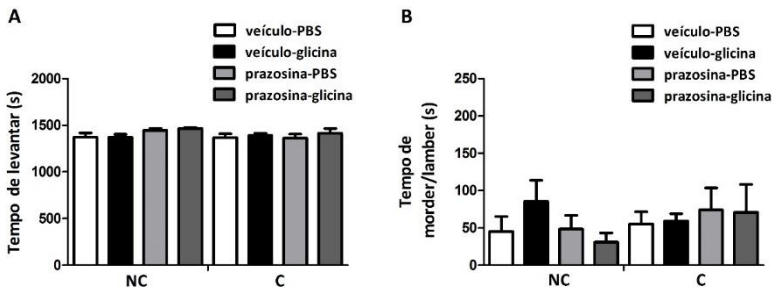 A
veículo-PBS
veículo-glicina
prazosina-PBS
prazosina-glicina
Tempo de levantar (s)
2000
1500
1000
500
0
NC
C
B
veículo-PBS
veículo-glicina
prazosina-PBS
prazosina-glicina
Tempo de
morder/lamber (s)
250
200
150
100
50
0
NC
C